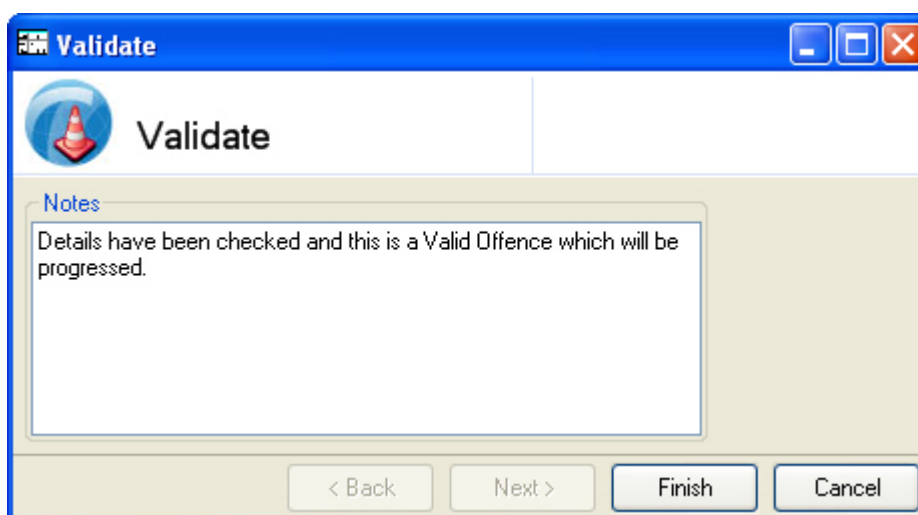 Validate
Validate
Notes
Details have been checked and this is a Valid Offence which will be
progressed.
< Back
Next >
Finish
Cancel